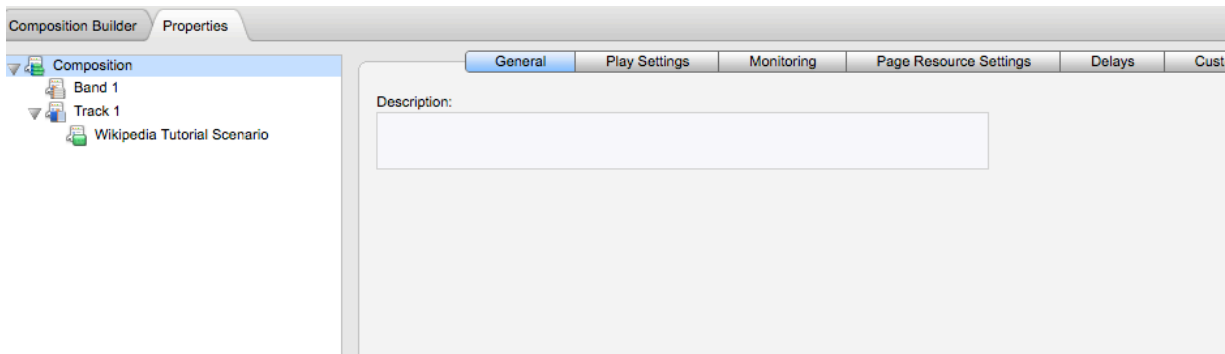 Composition Builder Properties
Composition
Band 1
Track 1
Wikipedia Tutorial Scenario
General Play Settings Monitoring Page Resource Settings Delays Cust
Description: